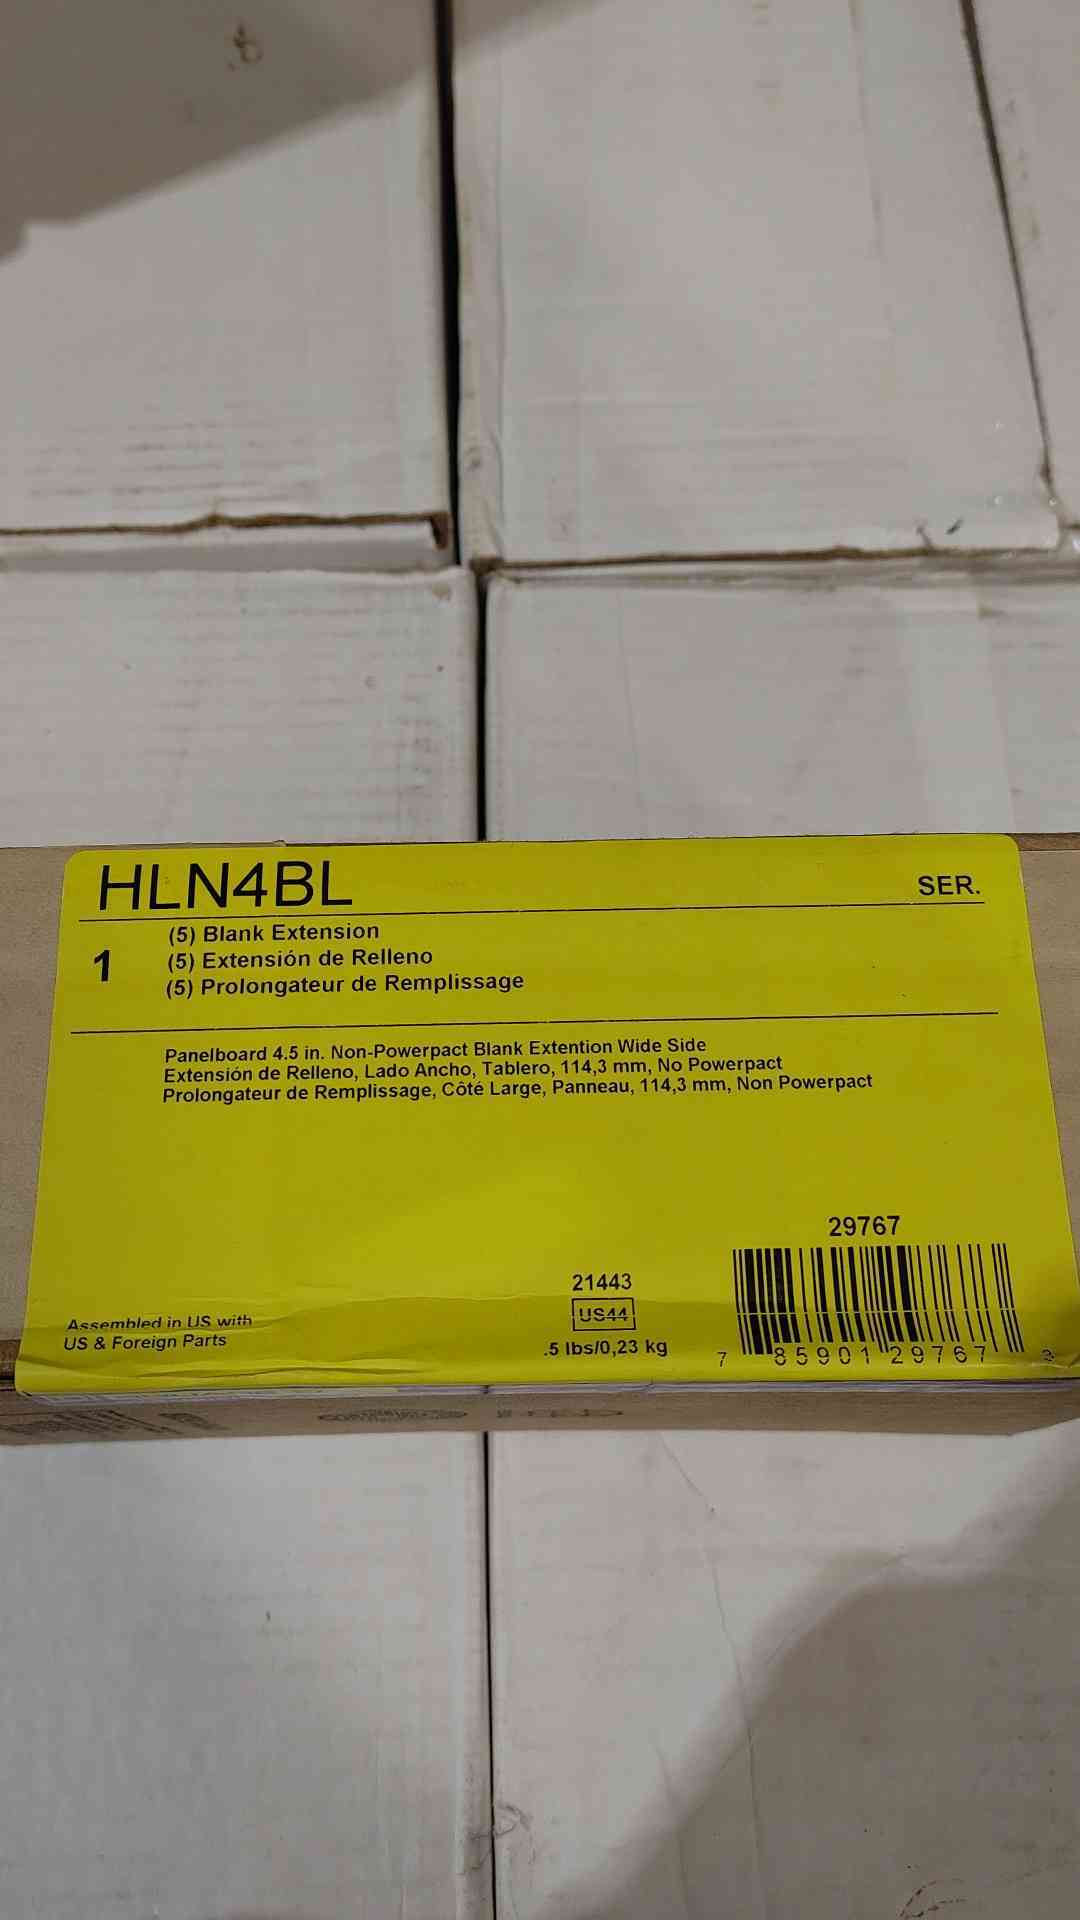 HLN4BL
SER.
1
(5) Blank Extension
(5) Extensión de Relleno
(5) Prolongateur de Remplissage
Panelboard 4.5 in. Non-Powerpact Blank Extention Wide Side
Extensión de Relleno, Lado Ancho, Tablero, 114,3 mm, No Powerpact
Prolongateur de Remplissage, Côté Large, Panneau, 114,3 mm, Non Powerpact
29767
21443
US44
.5 lbs/0,23 kg
Assembled in US with
US & Foreign Parts
7 85901 29767 3